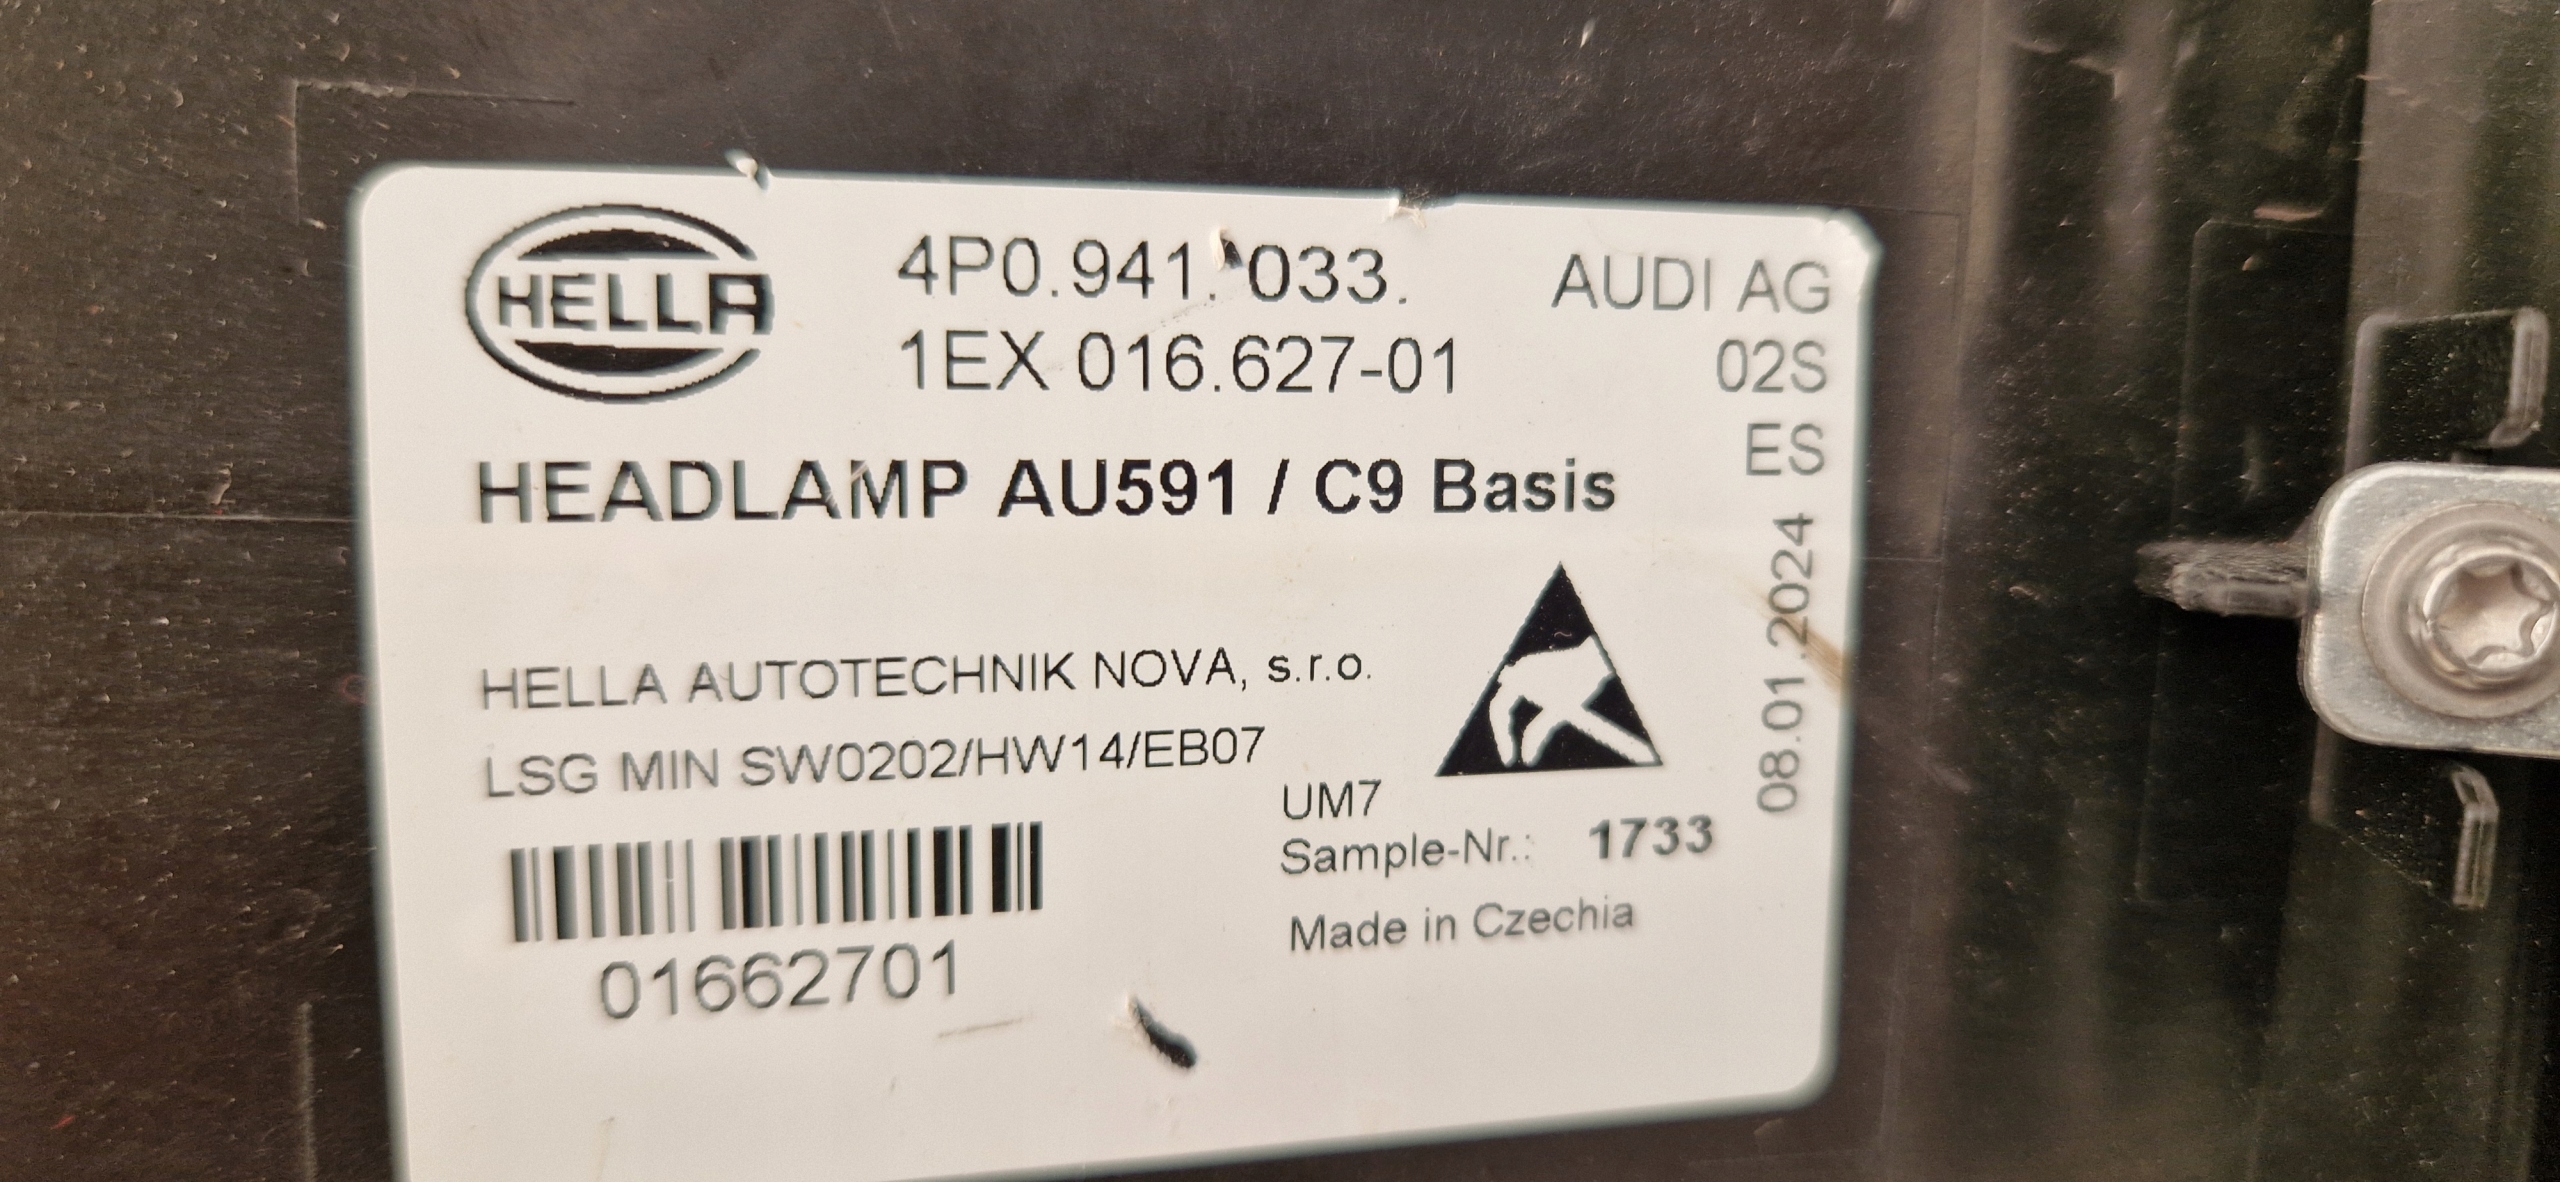 HELLA
4P0.941.033.
AUDI AG
1EX 016.627-01
02S
ES
HEADLAMP AU591 / C9 Basis
08.01.2024
HELLA AUTOTECHNIK NOVA, s.r.o.
LSG MIN SW0202/HW14/EB07
UM7
Sample-Nr.: 1733
Made in Czechia
01662701